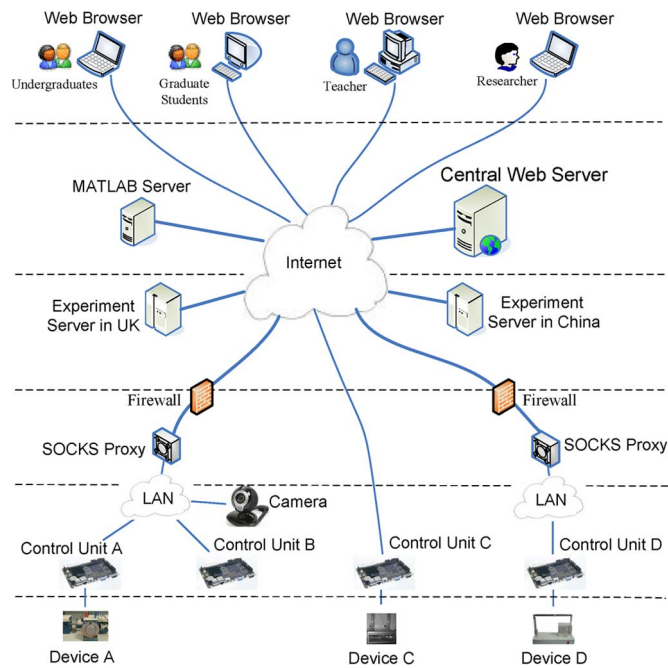 Web Browser
Web Browser
Web Browser
Web Browser
Undergraduates
Graduate
Students
Teacher
Researcher
MATLAB Server
Central Web Server
Internet
Experiment
Server in UK
Experiment
Server in China
Firewall
Firewall
SOCKS Proxy
SOCKS Proxy
LAN
Camera
LAN
Control Unit A
Control Unit B
Control Unit C
Control Unit D
Device A
Device C
Device D